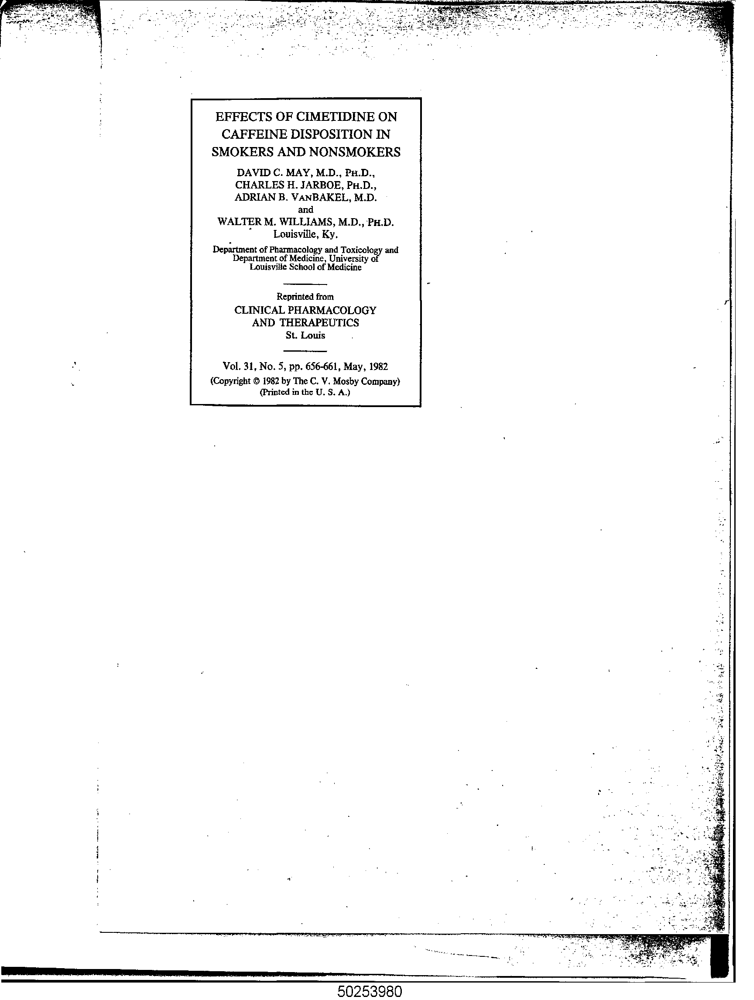 EFFECTS OF CIMETIDINE ON
CAFFEINE DISPOSITION IN
SMOKERS AND NONSMOKERS
DAVID C. MAY, M.D., PH.D.,
CHARLES H. JARBOE, PH.D.,
ADRIAN B. VANBAKEL, M.D.
and
WALTER M. WILLIAMS, M.D., PH.D.
Louisville, Ky.
Department of Pharmacology and Toxicology and
Department of Medicine, University of
Louisville School of Medicine
Reprinted from
CLINICAL PHARMACOLOGY
AND THERAPEUTICS
St. Louis
Vol. 31, No. 5, pp. 656-661, May, 1982
(Copyright © 1982 by The C. V. Mosby Company)
(Printed in the U. S. A.)
50253980